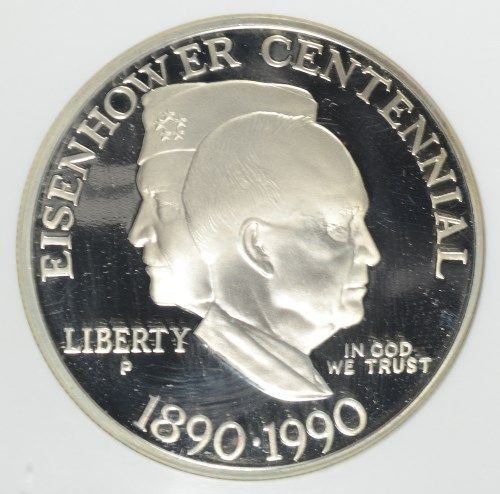 EISENHOWER CENTENNIAL
LIBERTY
P
IN GOD
WE TRUST
1890·1990